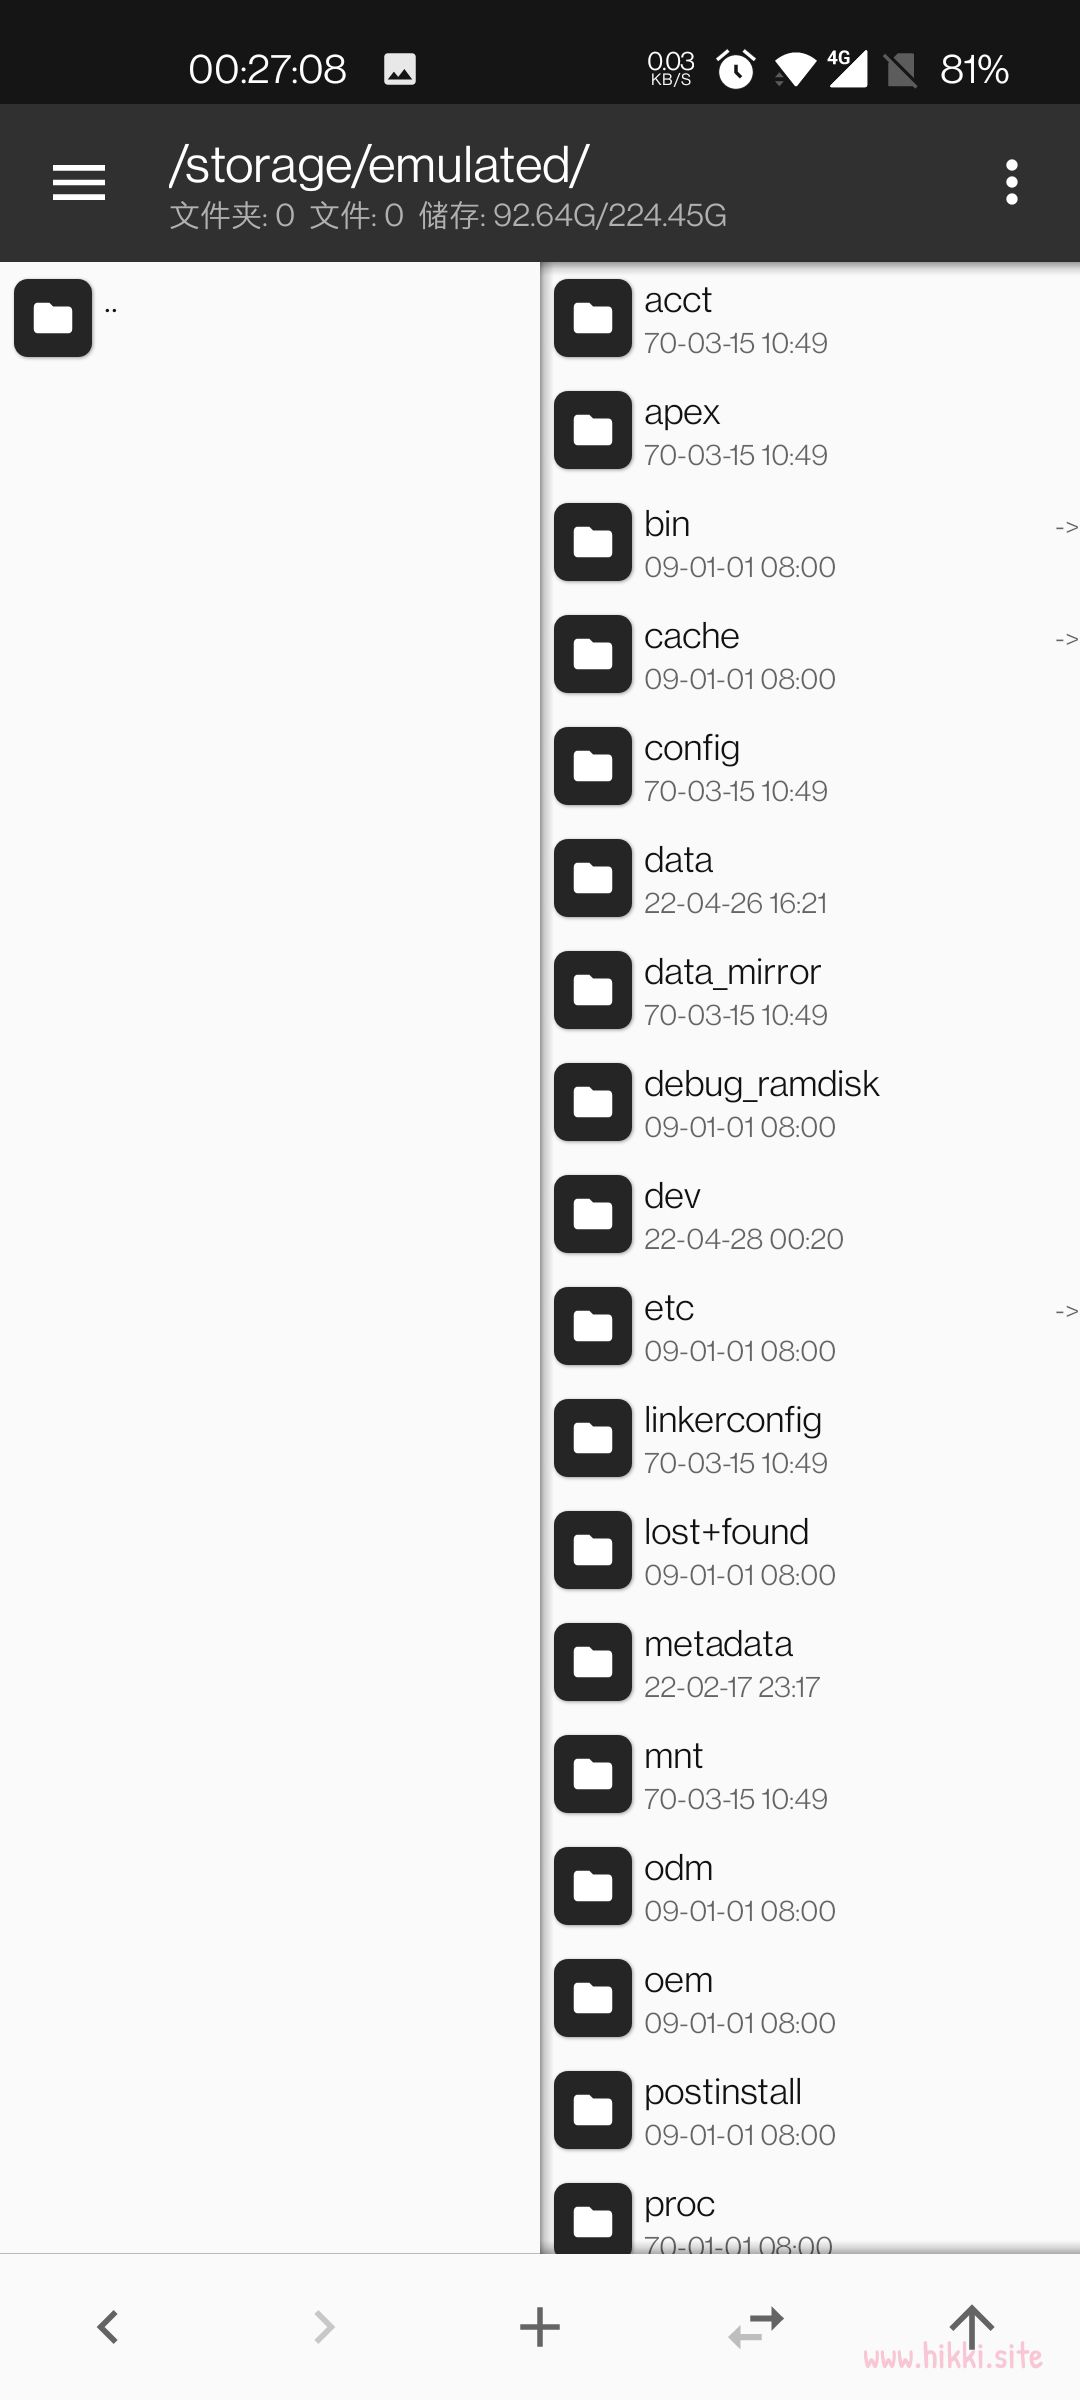 00:27:08
0.03
KB/S
4G
81%
/storage/emulated/
文件夹: 0 文件: 0 储存: 92.64G/224.45G
..
acct
70-03-15 10:49
apex
70-03-15 10:49
bin
->
09-01-01 08:00
cache
->
09-01-01 08:00
config
70-03-15 10:49
data
22-04-26 16:21
data_mirror
70-03-15 10:49
debug_ramdisk
09-01-01 08:00
dev
22-04-28 00:20
etc
->
09-01-01 08:00
linkerconfig
70-03-15 10:49
lost+found
09-01-01 08:00
metadata
22-02-17 23:17
mnt
70-03-15 10:49
odm
09-01-01 08:00
oem
09-01-01 08:00
postinstall
09-01-01 08:00
proc
70-01-01 08:00
www.hikki.site